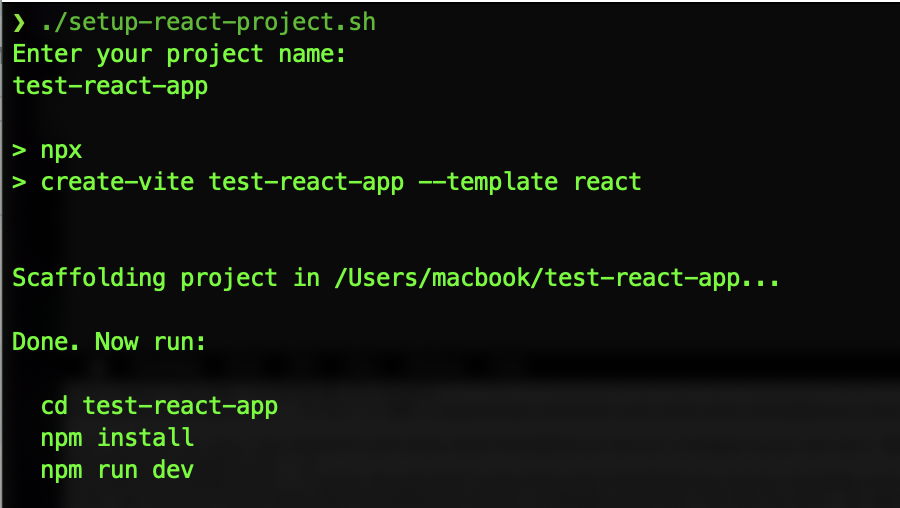 ❯ ./setup-react-project.sh
Enter your project name:
test-react-app
> npx
> create-vite test-react-app --template react
Scaffolding project in /Users/macbook/test-react-app...
Done. Now run:
cd test-react-app
npm install
npm run dev